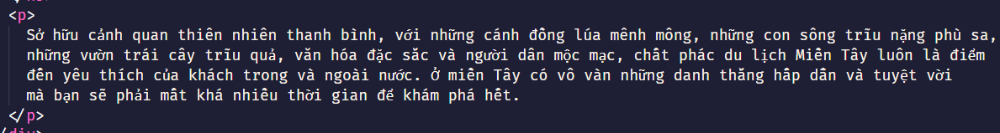 <p>
Sở hữu cảnh quan thiên nhiên thanh bình, với những cánh đồng lúa mênh mông, những con sông trĩu nặng phù sa,
những vườn trái cây trĩu quả, văn hóa đặc sắc và người dân mộc mạc, chất phác du lịch Miền Tây luôn là điểm
đến yêu thích của khách trong và ngoài nước. Ở miền Tây có vô vàn những danh thắng hấp dẫn và tuyệt vời
mà bạn sẽ phải mất khá nhiều thời gian để khám phá hết.
</p>